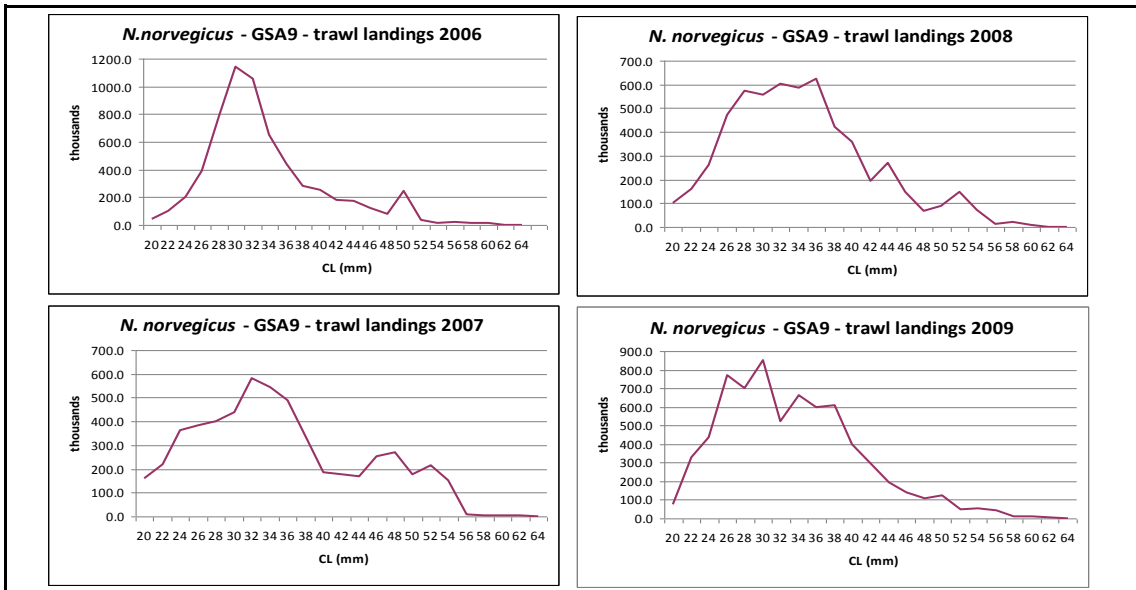 N.norvegicus - GSA9 - trawl landings 2006
thousands
1200.0
1000.0
800.0
600.0
400.0
200.0
0.0
20 22 24 26 28 30 32 34 36 38 40 42 44 46 48 50 52 54 56 58 60 62 64
CL (mm)
N. norvegicus - GSA9 - trawl landings 2008
thousands
700.0
600.0
500.0
400.0
300.0
200.0
100.0
0.0
20 22 24 26 28 30 32 34 36 38 40 42 44 46 48 50 52 54 56 58 60 62 64
CL (mm)
N. norvegicus - GSA9 - trawl landings 2007
thousands
700.0
600.0
500.0
400.0
300.0
200.0
100.0
0.0
20 22 24 26 28 30 32 34 36 38 40 42 44 46 48 50 52 54 56 58 60 62 64
CL (mm)
N. norvegicus - GSA9 - trawl landings 2009
thousands
900.0
800.0
700.0
600.0
500.0
400.0
300.0
200.0
100.0
0.0
20 22 24 26 28 30 32 34 36 38 40 42 44 46 48 50 52 54 56 58 60 62 64
CL (mm)